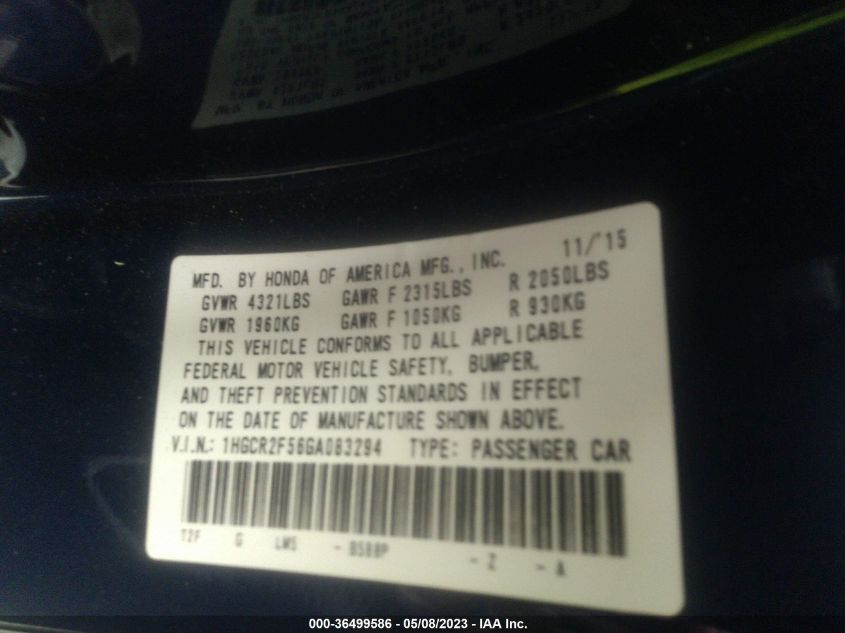 MFD. BY HONDA OF AMERICA MFG., INC. 11/'15
GVWR 4321LBS GAWR F 2315LBS R 2050LBS
GVWR 1960KG GAWR F 1050KG R 930KG
THIS VEHICLE CONFORMS TO ALL APPLICABLE
FEDERAL MOTOR VEHICLE SAFETY, BUMPER,
AND THEFT PREVENTION STANDARDS IN EFFECT
ON THE DATE OF MANUFACTURE SHOWN ABOVE.
V.I.N.: 1HGCR2F56GA083294 TYPE: PASSENGER CAR
T2F G LMS - B588P - Z - A
000-36499586 - 05/08/2023 - IAA Inc.